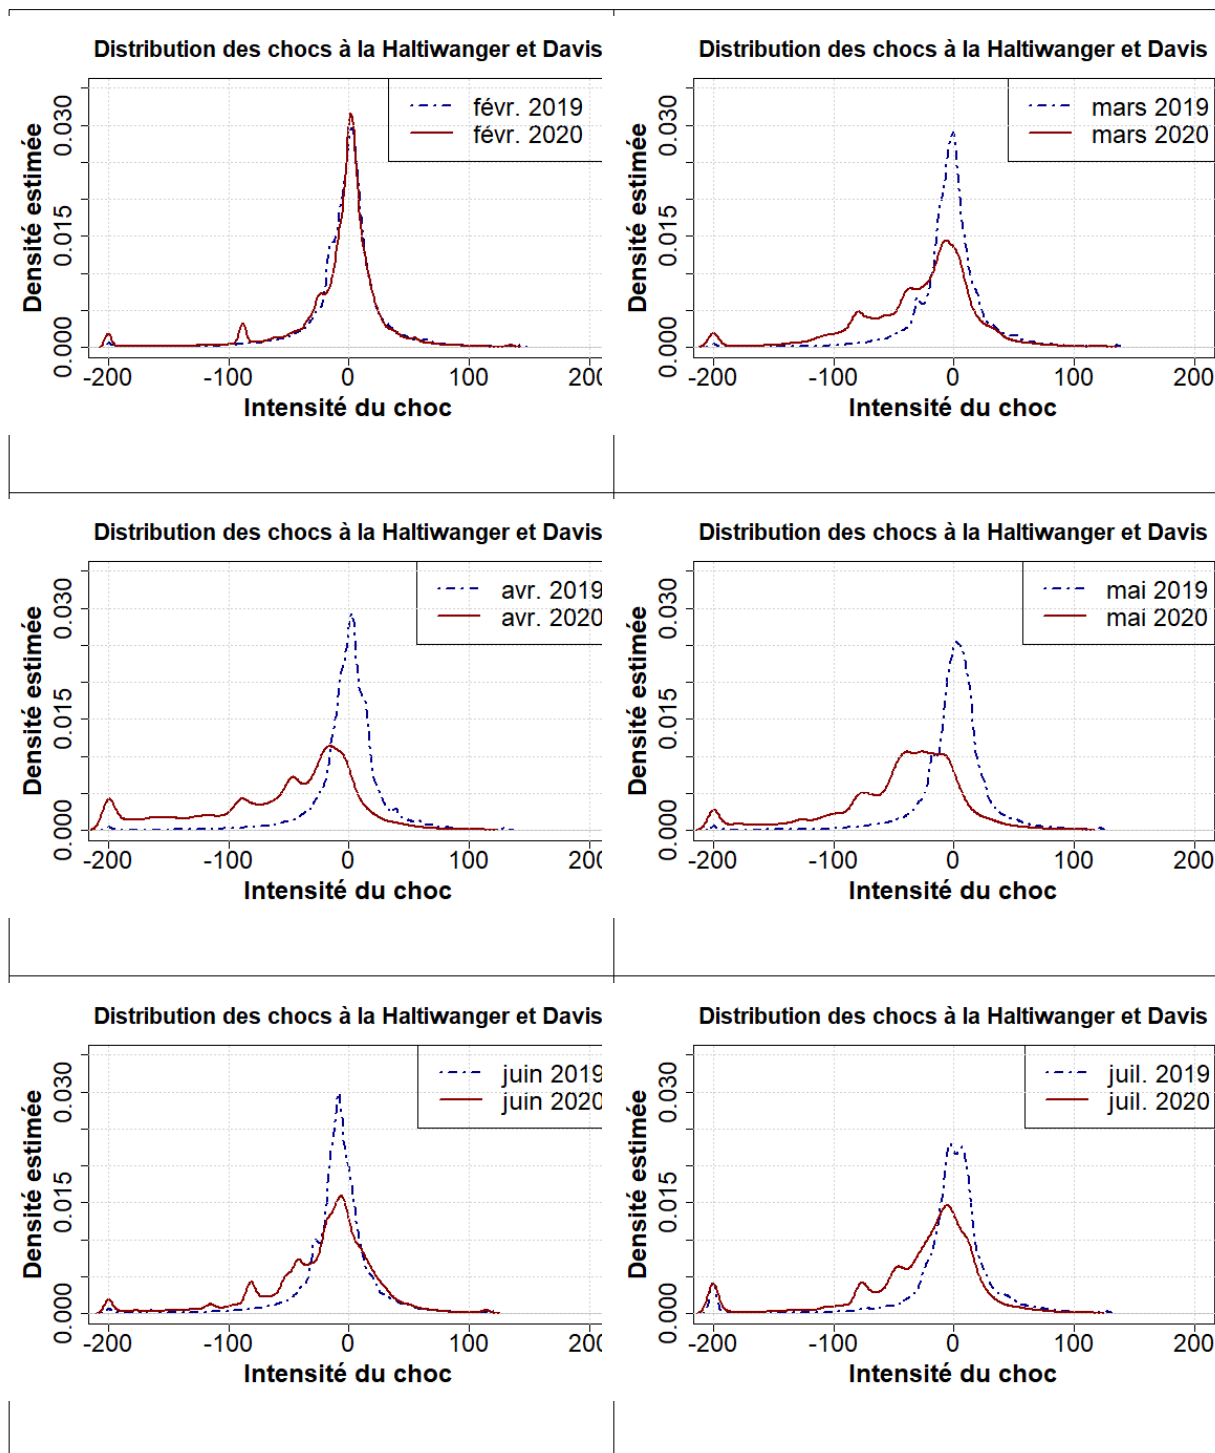 Distribution des chocs à la Haltiwanger et Davis
févr. 2019
févr. 2020
Densité estimée
0.000 0.015 0.030
-200 -100 0 100 200
Intensité du choc
Distribution des chocs à la Haltiwanger et Davis
mars 2019
mars 2020
Densité estimée
0.000 0.015 0.030
-200 -100 0 100 200
Intensité du choc
Distribution des chocs à la Haltiwanger et Davis
avr. 2019
avr. 2020
Densité estimée
0.000 0.015 0.030
-200 -100 0 100 200
Intensité du choc
Distribution des chocs à la Haltiwanger et Davis
mai 2019
mai 2020
Densité estimée
0.000 0.015 0.030
-200 -100 0 100 200
Intensité du choc
Distribution des chocs à la Haltiwanger et Davis
juin 2019
juin 2020
Densité estimée
0.000 0.015 0.030
-200 -100 0 100 200
Intensité du choc
Distribution des chocs à la Haltiwanger et Davis
juil. 2019
juil. 2020
Densité estimée
0.000 0.015 0.030
-200 -100 0 100 200
Intensité du choc